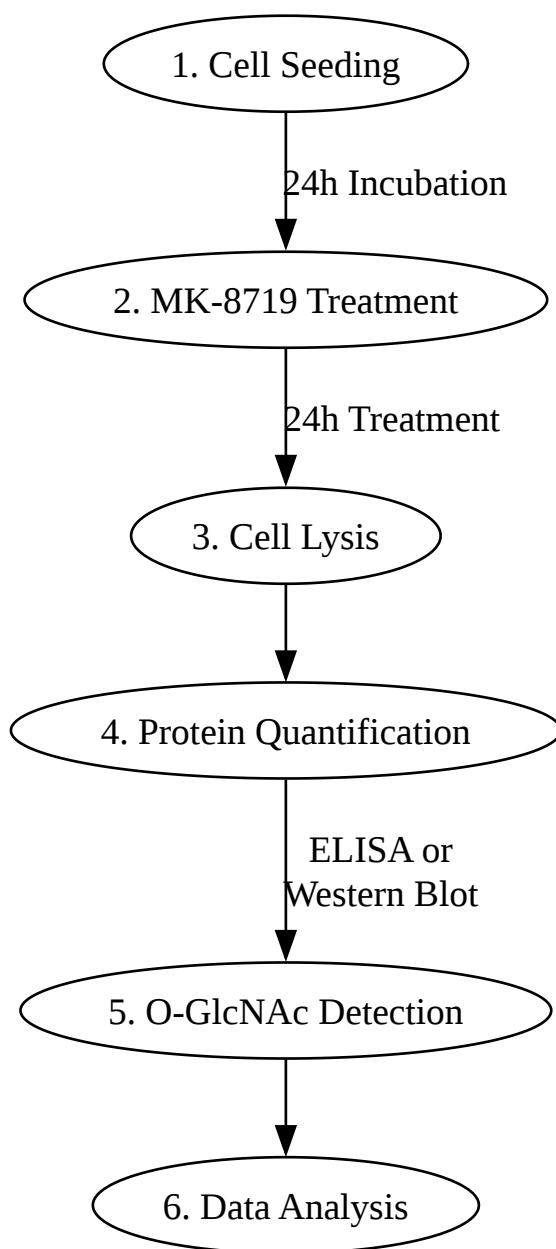 1. Cell Seeding
24h Incubation
2. MK-8719 Treatment
24h Treatment
3. Cell Lysis
4. Protein Quantification
ELISA or
Western Blot
5. O-GlcNAc Detection
6. Data Analysis